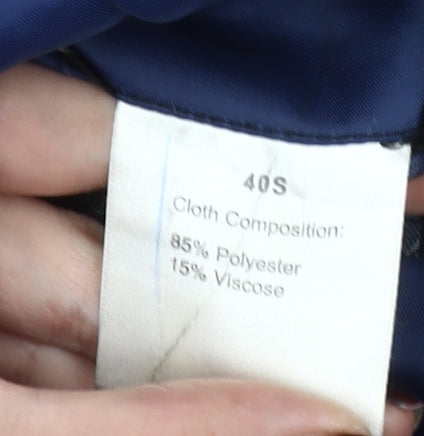 40S
Cloth Composition:
85% Polyester
15% Viscose